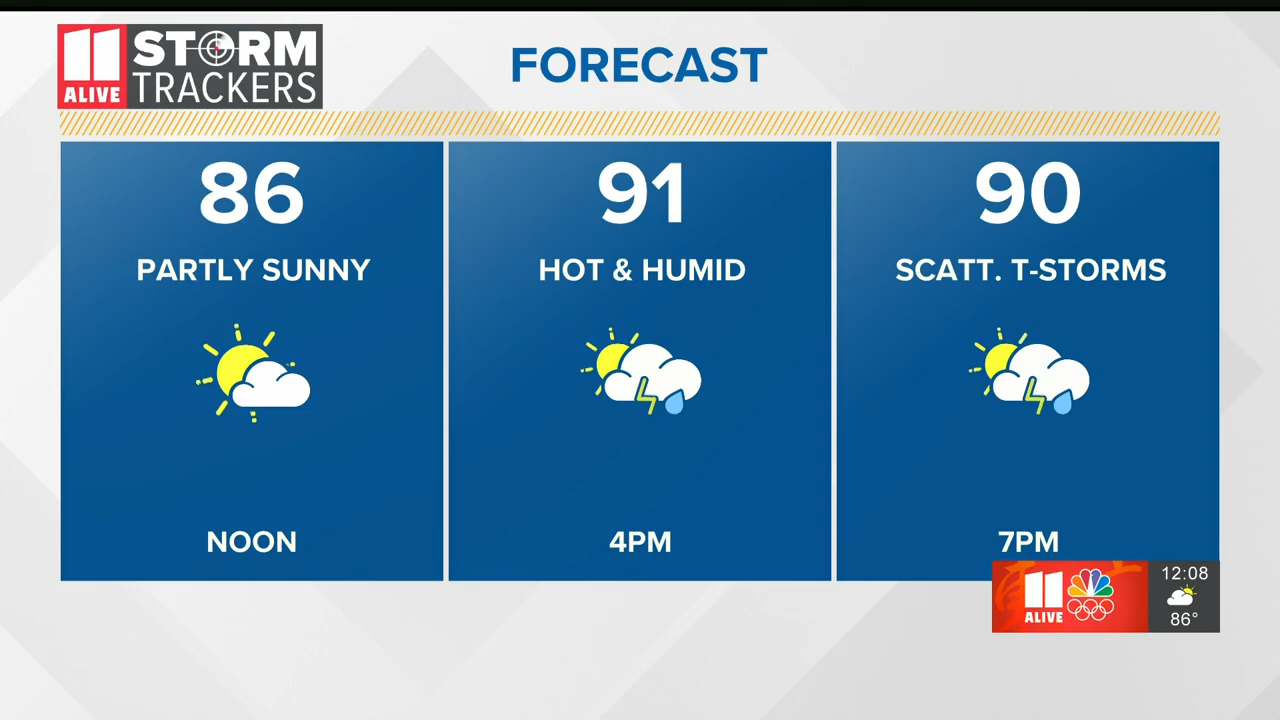 11
ALIVE
STORM
TRACKERS
FORECAST
86
PARTLY SUNNY
NOON
91
HOT & HUMID
4PM
90
SCATT. T-STORMS
7PM
11
ALIVE
12:08
86°